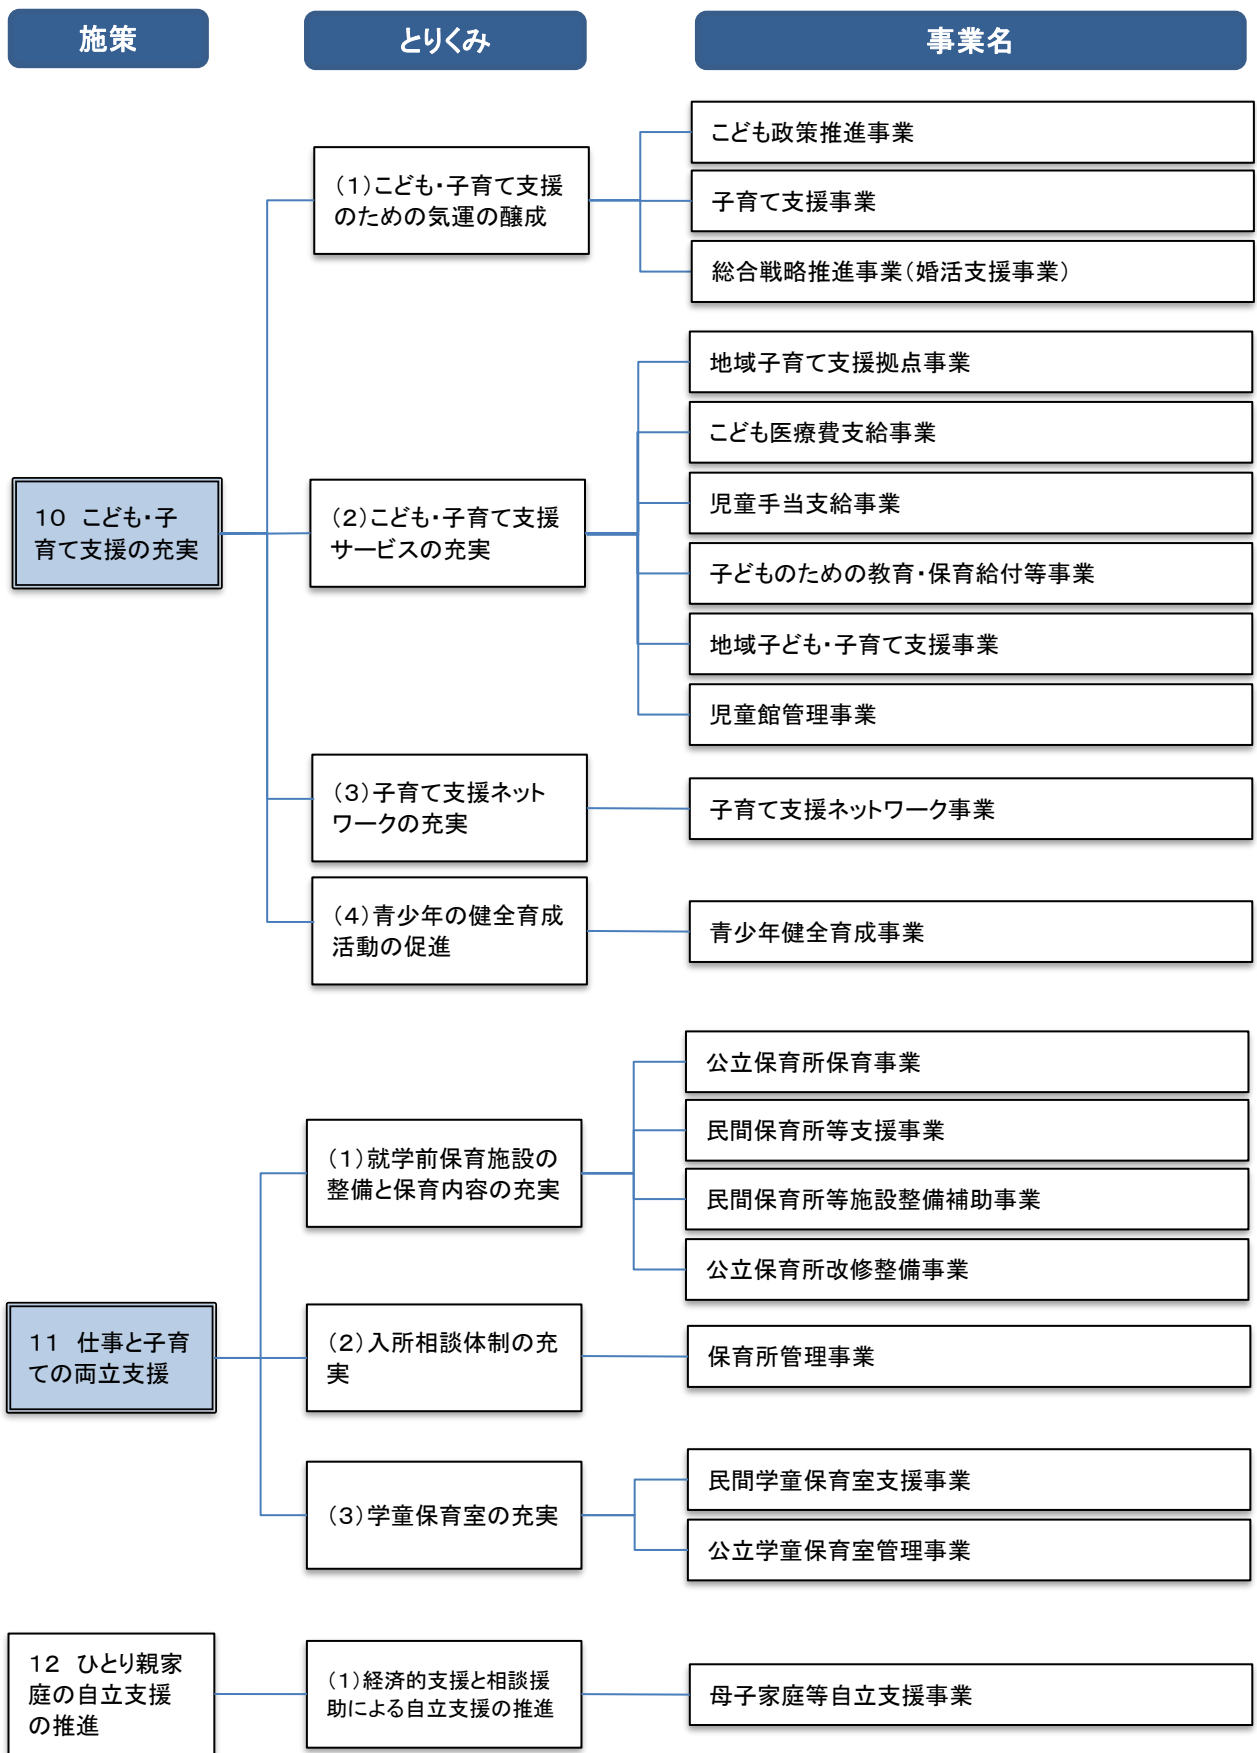 施策
とりくみ
事業名
こども政策推進事業
(1)こども・子育て支援
のための気運の醸成
子育て支援事業
総合戦略推進事業(婚活支援事業)
地域子育て支援拠点事業
こども医療費支給事業
10 こども・子
育て支援の充実
(2)こども・子育て支援
サービスの充実
児童手当支給事業
子どものための教育・保育給付等事業
地域子ども・子育て支援事業
児童館管理事業
(3)子育て支援ネット
ワークの充実
子育て支援ネットワーク事業
(4)青少年の健全育成
活動の促進
青少年健全育成事業
公立保育所保育事業
(1)就学前保育施設の
整備と保育内容の充実
民間保育所等支援事業
民間保育所等施設整備補助事業
公立保育所改修整備事業
11 仕事と子育
ての両立支援
(2)入所相談体制の充
実
保育所管理事業
(3)学童保育室の充実
民間学童保育室支援事業
公立学童保育室管理事業
12 ひとり親家
庭の自立支援
の推進
(1)経済的支援と相談援
助による自立支援の推進
母子家庭等自立支援事業